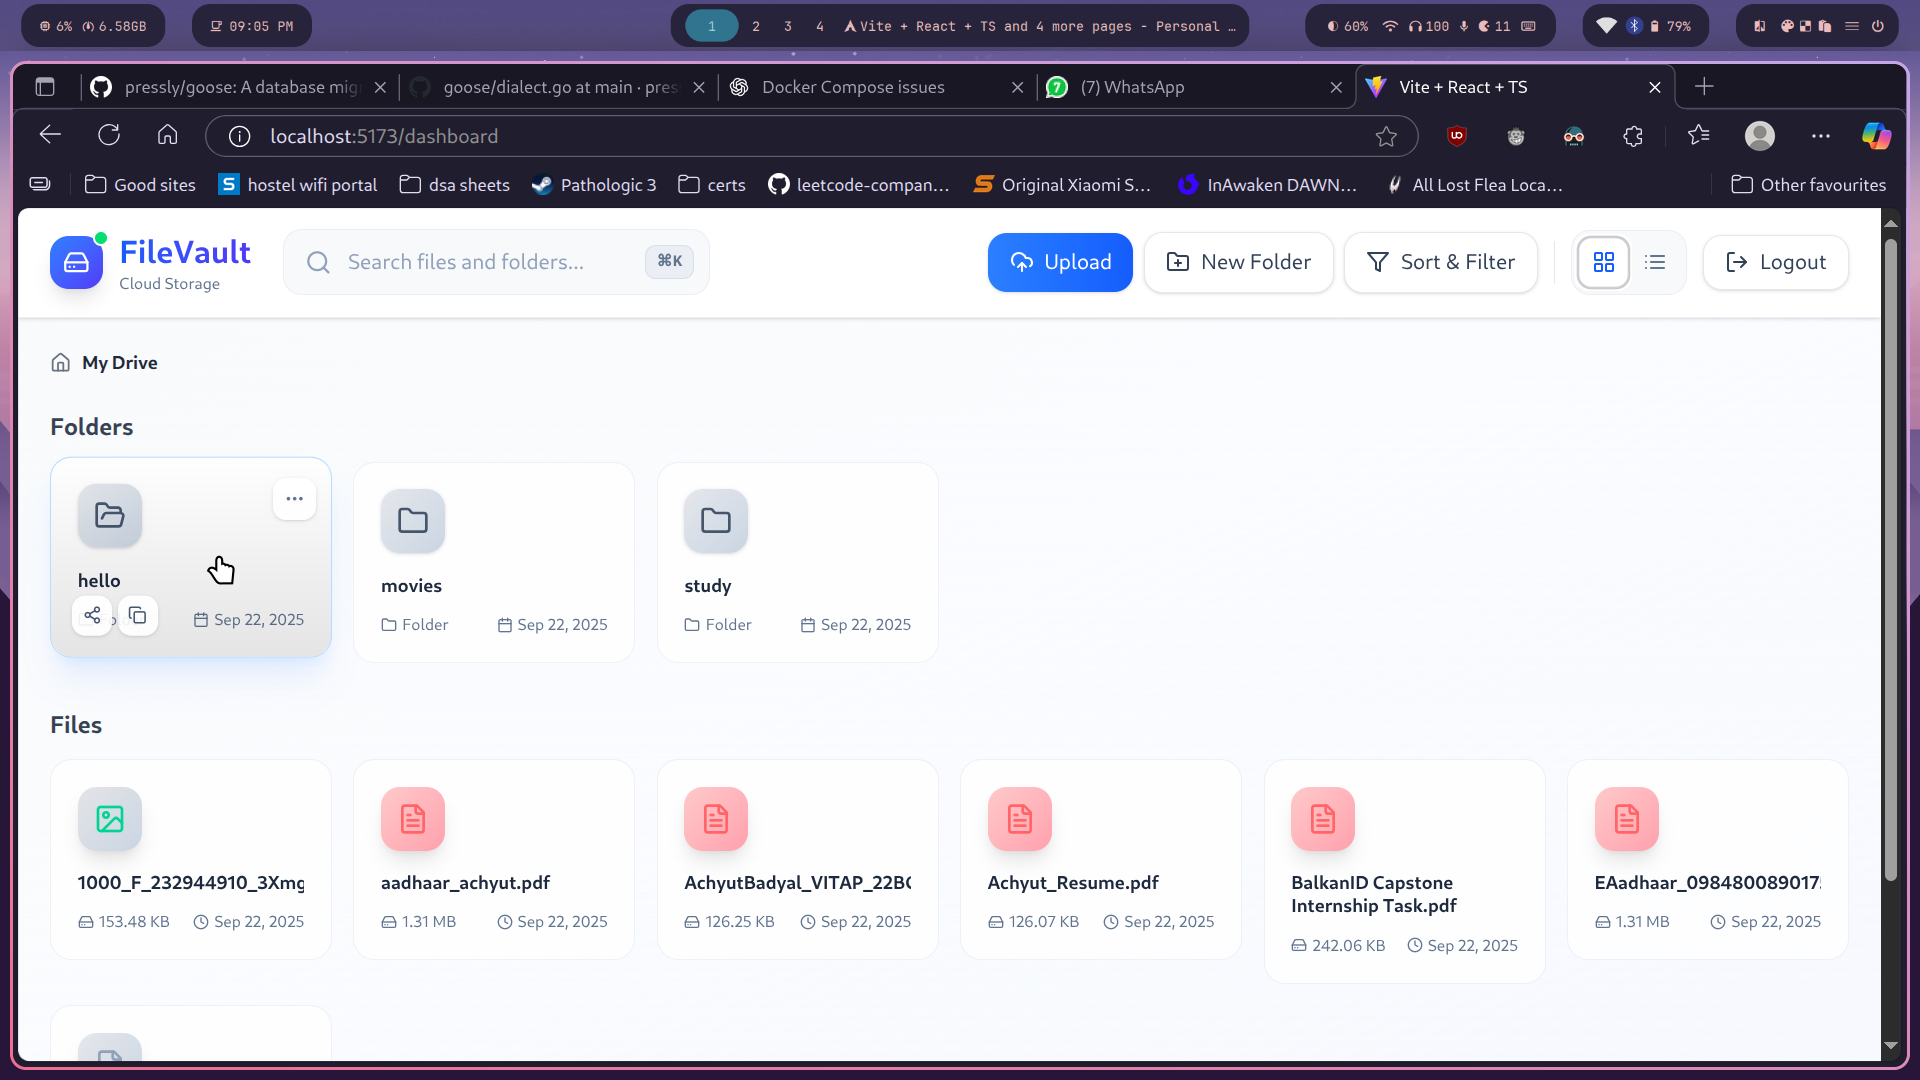 6% 6.58GB
09:05 PM
1 2 3 4 Vite + React + TS and 4 more pages - Personal …
60% 100 11
79%
pressly/goose: A database mig
goose/dialect.go at main · pres
Docker Compose issues
7 (7) WhatsApp
Vite + React + TS
localhost:5173/dashboard
Good sites
S hostel wifi portal
dsa sheets
Pathologic 3
certs
leetcode-compan…
Original Xiaomi S…
InAwaken DAWN…
All Lost Flea Loca…
Other favourites
FileVault
Cloud Storage
Search files and folders...
⌘K
Upload
New Folder
Sort & Filter
Logout
My Drive
Folders
hello
Sep 22, 2025
movies
Folder Sep 22, 2025
study
Folder Sep 22, 2025
Files
1000_F_232944910_3Xmg
153.48 KB Sep 22, 2025
aadhaar_achyut.pdf
1.31 MB Sep 22, 2025
AchyutBadyal_VITAP_22BC
126.25 KB Sep 22, 2025
Achyut_Resume.pdf
126.07 KB Sep 22, 2025
BalkanID Capstone
Internship Task.pdf
242.06 KB Sep 22, 2025
EAadhaar_098480089017
1.31 MB Sep 22, 2025